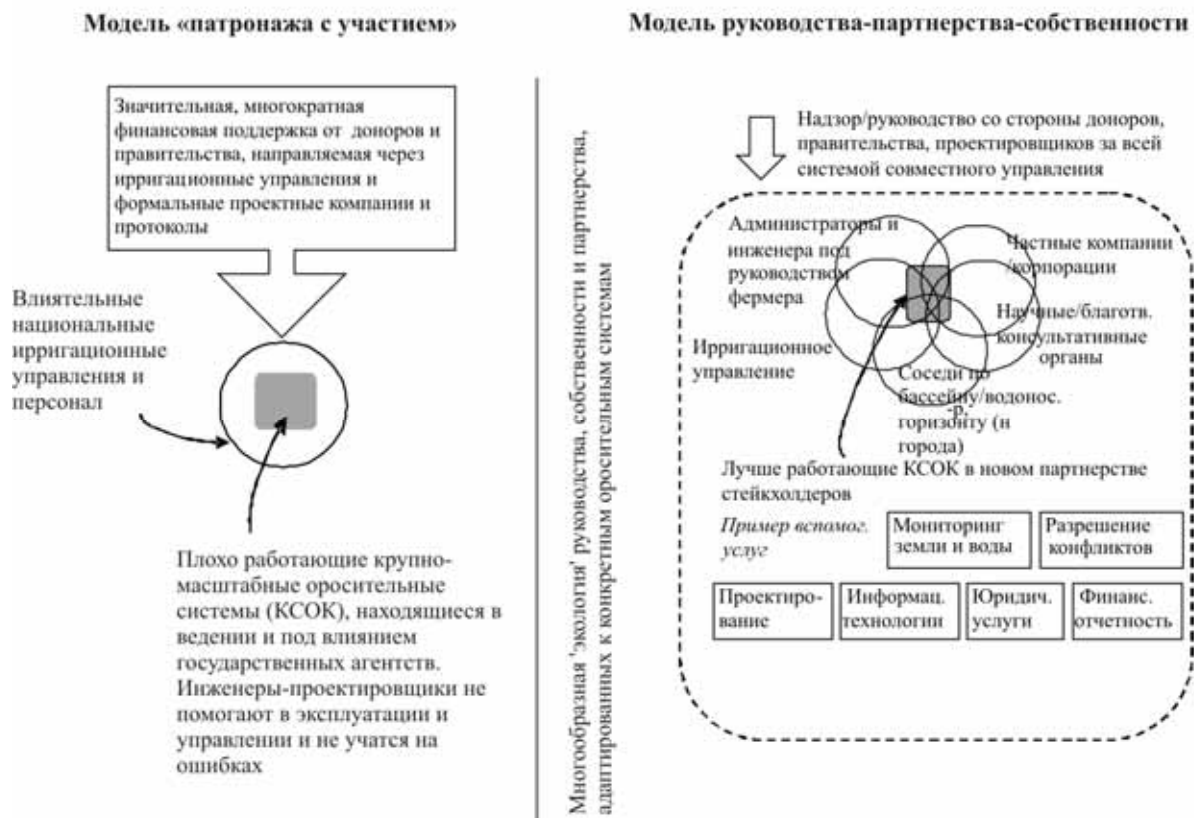 Модель «патронажа с участием»
Значительная, многократная
финансовая поддержка от доноров и
правительства, направляемая через
ирригационные управления и
формальные проектные компании и
протоколы
Влиятельные
национальные
ирригационные
управления и
персонал
Плохо работающие крупно-
масштабные оросительные
системы (КСОК), находящиеся в
ведении и под влиянием
государственных агентств.
Инженеры-проектировщики не
помогают в эксплуатации и
управлении и не учатся на
ошибках
Многообразная 'экология' руководства, собственности и партнерства,
адаптированных к конкретным оросительным системам
Модель руководства-партнерства-собственности
Надзор/руководство со стороны доноров,
правительства, проектировщиков за всей
системой совместного управления
Администраторы и
инженера под
руководством
фермера
Частные компании
/корпорации
Научные/благотв.
консультативные
органы
Ирригационное
управление
Соседи по
бассейну/водонос.
-р,
горизонту (н
города)
Лучше работающие КСОК в новом партнерстве
стейкхолдеров
Пример вспомог.
услуг
Мониторинг
земли и воды
Разрешение
конфликтов
Проектиро-
вание
Информац.
технологии
Юридич.
услуги
Финанс.
отчетность